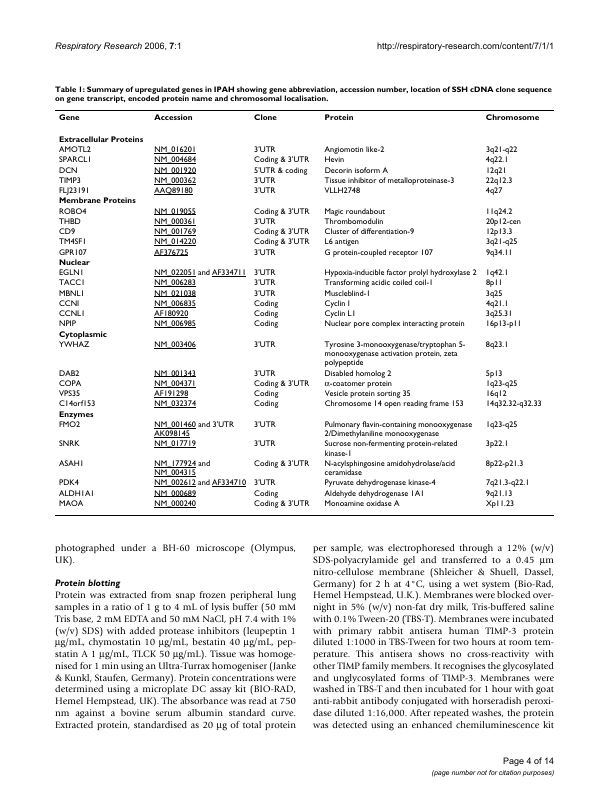 Respiratory Research 2006, 7:1 http://respiratory-research.com/content/7/1/1
Table 1: Summary of upregulated genes in IPAH showing gene abbreviation, accession number, location of SSH cDNA clone sequence
on gene transcript, encoded protein name and chromosomal localisation.
Gene Accession Clone Protein Chromosome
Extracellular Proteins
AMOTL2 NM_016201 3'UTR Angiomotin like-2 3q21-q22
SPARCL1 NM_004684 Coding & 3'UTR Hevin 4q22.1
DCN NM_001920 5'UTR & coding Decorin isoform A 12q21
TIMP3 NM_000362 3'UTR Tissue inhibitor of metalloproteinase-3 22q12.3
FLJ23191 AAQ89180 3'UTR VLLH2748 4q27
Membrane Proteins
ROBO4 NM_019055 Coding & 3'UTR Magic roundabout 11q24.2
THBD NM_000361 3'UTR Thrombomodulin 20p12-cen
CD9 NM_001769 Coding & 3'UTR Cluster of differentiation-9 12p13.3
TM4SF1 NM_014220 Coding & 3'UTR L6 antigen 3q21-q25
GPR107 AF376725 3'UTR G protein-coupled receptor 107 9q34.11
Nuclear
EGLN1 NM_022051 and AF334711 3'UTR Hypoxia-inducible factor prolyl hydroxylase 2 1q42.1
TACC1 NM_006283 3'UTR Transforming acidic coiled coil-1 8p11
MBNL1 NM_021038 3'UTR Muscleblind-1 3q25
CCNI NM_006835 Coding Cyclin I 4q21.1
CCNL1 AF180920 Coding Cyclin L1 3q25.31
NPIP NM_006985 Coding Nuclear pore complex interacting protein 16p13-p11
Cytoplasmic
YWHAZ NM_003406 3'UTR Tyrosine 3-monooxygenase/tryptophan 5- 8q23.1
monooxygenase activation protein, zeta
polypeptide
DAB2 NM_001343 3'UTR Disabled homolog 2 5p13
COPA NM_004371 Coding & 3'UTR α-coatomer protein 1q23-q25
VPS35 AF191298 Coding Vesicle protein sorting 35 16q12
C14orf153 NM_032374 Coding Chromosome 14 open reading frame 153 14q32.32-q32.33
Enzymes
FMO2 NM_001460 and 3'UTR 3'UTR Pulmonary flavin-containing monooxygenase 1q23-q25
AK098145 2/Dimethylaniline monooxygenase
SNRK NM_017719 3'UTR Sucrose non-fermenting protein-related 3p22.1
kinase-1
ASAH1 NM_177924 and Coding & 3'UTR N-acylsphingosine amidohydrolase/acid 8p22-p21.3
NM_004315 ceramidase
PDK4 NM_002612 and AF334710 3'UTR Pyruvate dehydrogenase kinase-4 7q21.3-q22.1
ALDH1A1 NM_000689 Coding Aldehyde dehydrogenase 1A1 9q21.13
MAOA NM_000240 Coding & 3'UTR Monoamine oxidase A Xp11.23
photographed under a BH-60 microscope (Olympus,
UK).
Protein blotting
Protein was extracted from snap frozen peripheral lung
samples in a ratio of 1 g to 4 mL of lysis buffer (50 mM
Tris base, 2 mM EDTA and 50 mM NaCl, pH 7.4 with 1%
(w/v) SDS) with added protease inhibitors (leupeptin 1
μg/mL, chymostatin 10 μg/mL, bestatin 40 μg/mL, pep-
statin A 1 μg/mL, TLCK 50 μg/mL). Tissue was homoge-
nised for 1 min using an Ultra-Turrax homogeniser (Janke
& Kunkl, Staufen, Germany). Protein concentrations were
determined using a microplate DC assay kit (BIO-RAD,
Hemel Hempstead, UK). The absorbance was read at 750
nm against a bovine serum albumin standard curve.
Extracted protein, standardised as 20 μg of total protein
per sample, was electrophoresed through a 12% (w/v)
SDS-polyacrylamide gel and transferred to a 0.45 μm
nitro-cellulose membrane (Shleicher & Shuell, Dassel,
Germany) for 2 h at 4°C, using a wet system (Bio-Rad,
Hemel Hempstead, U.K.). Membranes were blocked over-
night in 5% (w/v) non-fat dry milk, Tris-buffered saline
with 0.1% Tween-20 (TBS-T). Membranes were incubated
with primary rabbit antisera human TIMP-3 protein
diluted 1:1000 in TBS-Tween for two hours at room tem-
perature. This antisera shows no cross-reactivity with
other TIMP family members. It recognises the glycosylated
and unglycosylated forms of TIMP-3. Membranes were
washed in TBS-T and then incubated for 1 hour with goat
anti-rabbit antibody conjugated with horseradish peroxi-
dase diluted 1:16,000. After repeated washes, the protein
was detected using an enhanced chemiluminescence kit
Page 4 of 14
(page number not for citation purposes)